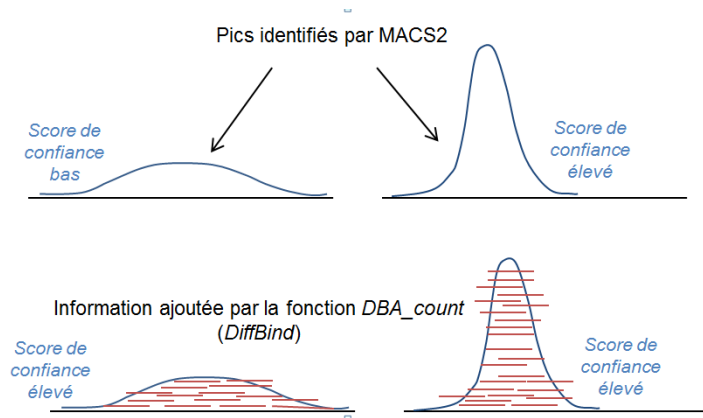 Pics identifiés par MACS2
Score de
confiance
bas
Score de
confiance
élevé
Information ajoutée par la fonction DBA_count
(DiffBind)
Score de
confiance
élevé
Score de
confiance
élevé